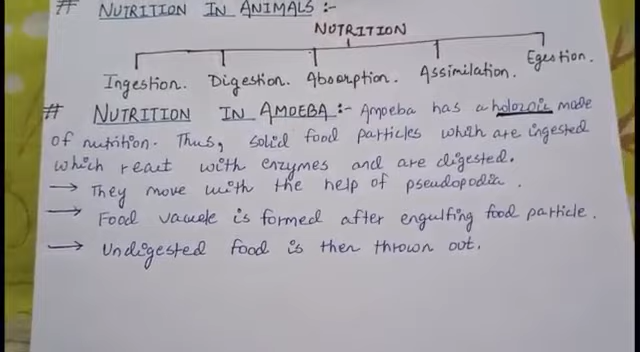 # NUTRITION IN ANIMALS :-
NUTRITION
Ingestion. Digestion. Absorption. Assimilation. Egestion.
# NUTRITION IN AMOEBA :- Amoeba has a holozoic mode
of nutrition. Thus, solid food particles which are ingested
which react with enzymes and are digested.
→ They move with the help of pseudopodia.
→ Food vacuole is formed after engulfing food particle.
→ Undigested food is then thrown out.